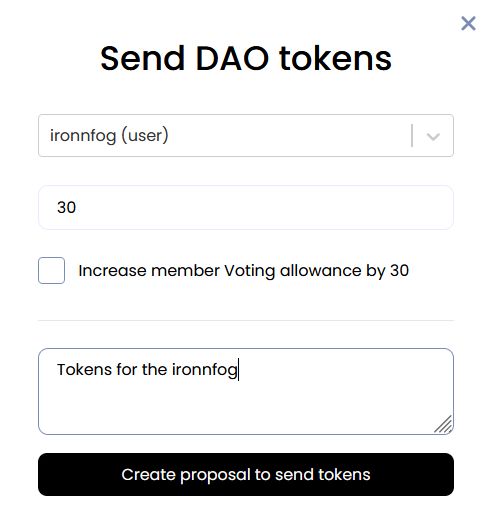 Send DAO tokens
ironnfog (user)
30
Increase member Voting allowance by 30
Tokens for the ironnfog
Create proposal to send tokens